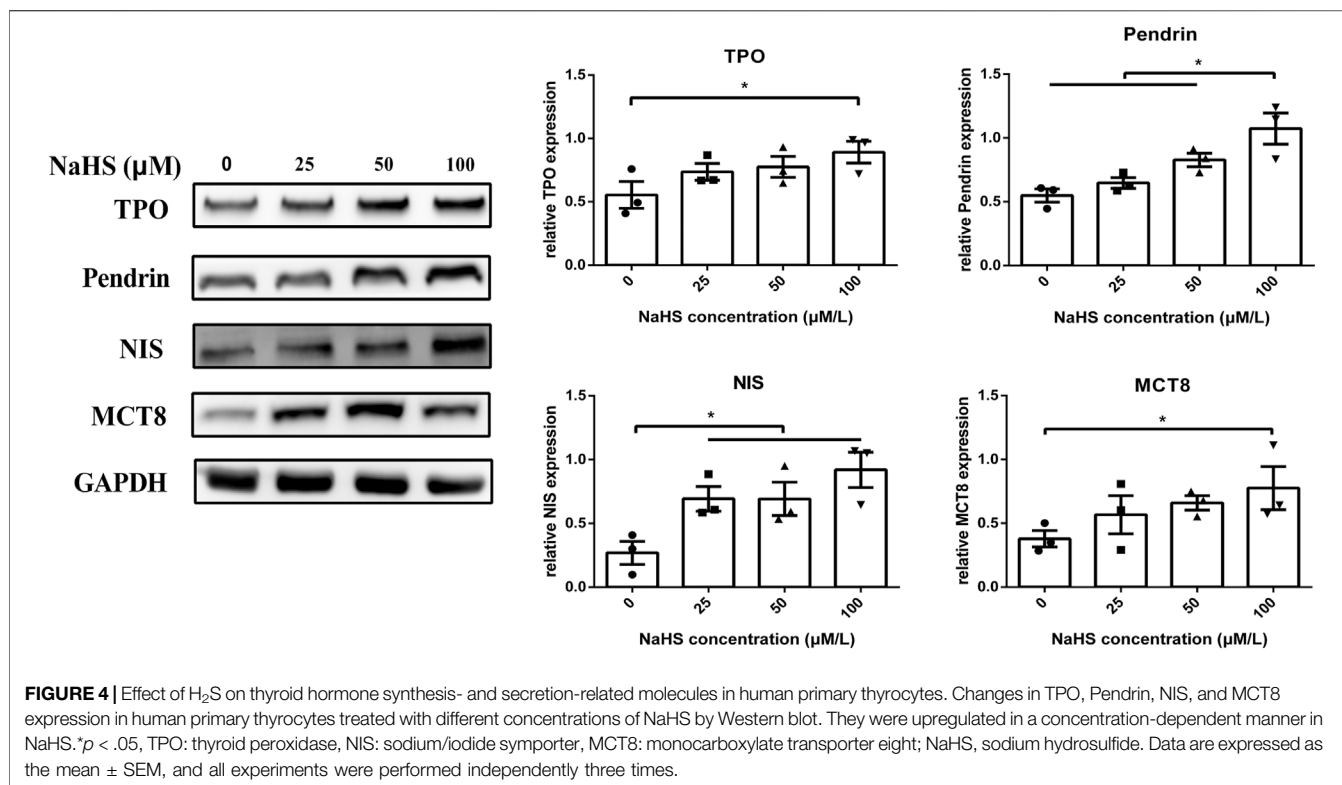 NaHS (μM) 0 25 50 100
TPO
Pendrin
NIS
MCT8
GAPDH
TPO
relative TPO expression
1.5
1.0
0.5
0.0
*
0 25 50 100
NaHS concentration (μM/L)
Pendrin
relative Pendrin expression
1.5
1.0
0.5
0.0
*
0 25 50 100
NaHS concentration (μM/L)
NIS
relative NIS expression
1.5
1.0
0.5
0.0
*
0 25 50 100
NaHS concentration (μM/L)
MCT8
relative MCT8 expression
1.5
1.0
0.5
0.0
*
0 25 50 100
NaHS concentration (μM/L)
FIGURE 4 | Effect of H₂S on thyroid hormone synthesis- and secretion-related molecules in human primary thyrocytes. Changes in TPO, Pendrin, NIS, and MCT8
expression in human primary thyrocytes treated with different concentrations of NaHS by Western blot. They were upregulated in a concentration-dependent manner in
NaHS.*p < .05, TPO: thyroid peroxidase, NIS: sodium/iodide symporter, MCT8: monocarboxylate transporter eight; NaHS, sodium hydrosulfide. Data are expressed as
the mean ± SEM, and all experiments were performed independently three times.